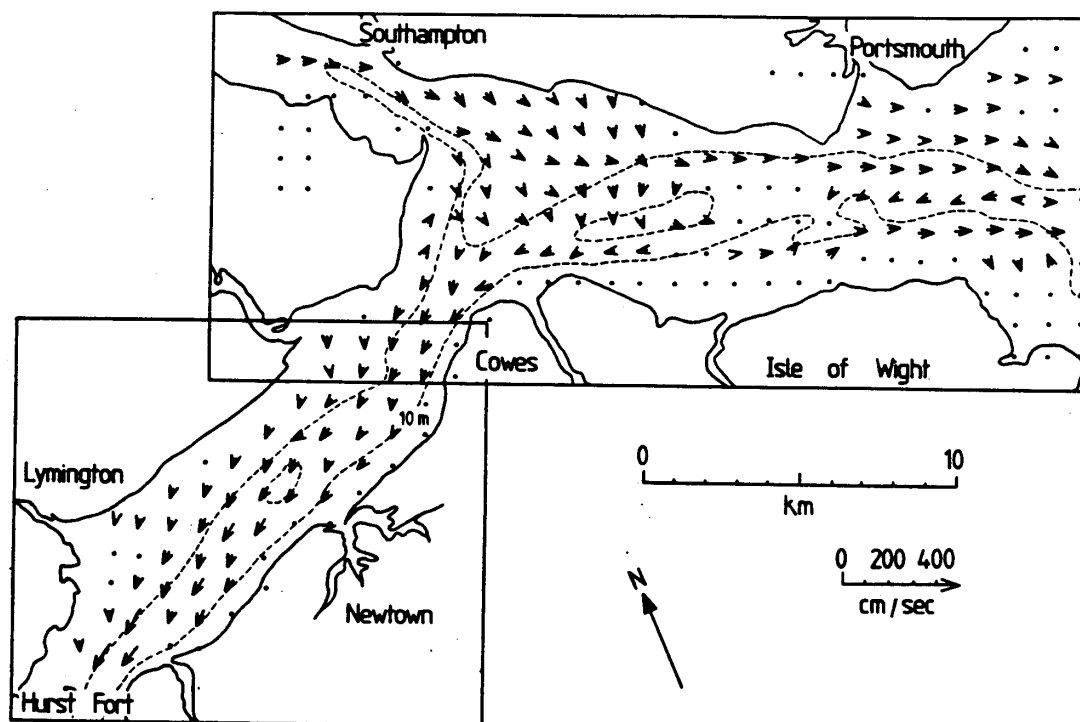 Southampton
Portsmouth
Cowes
Isle of Wight
10 m
Lymington
0 10
km
0 200 400
cm/sec
N
Newtown
Hurst Fort